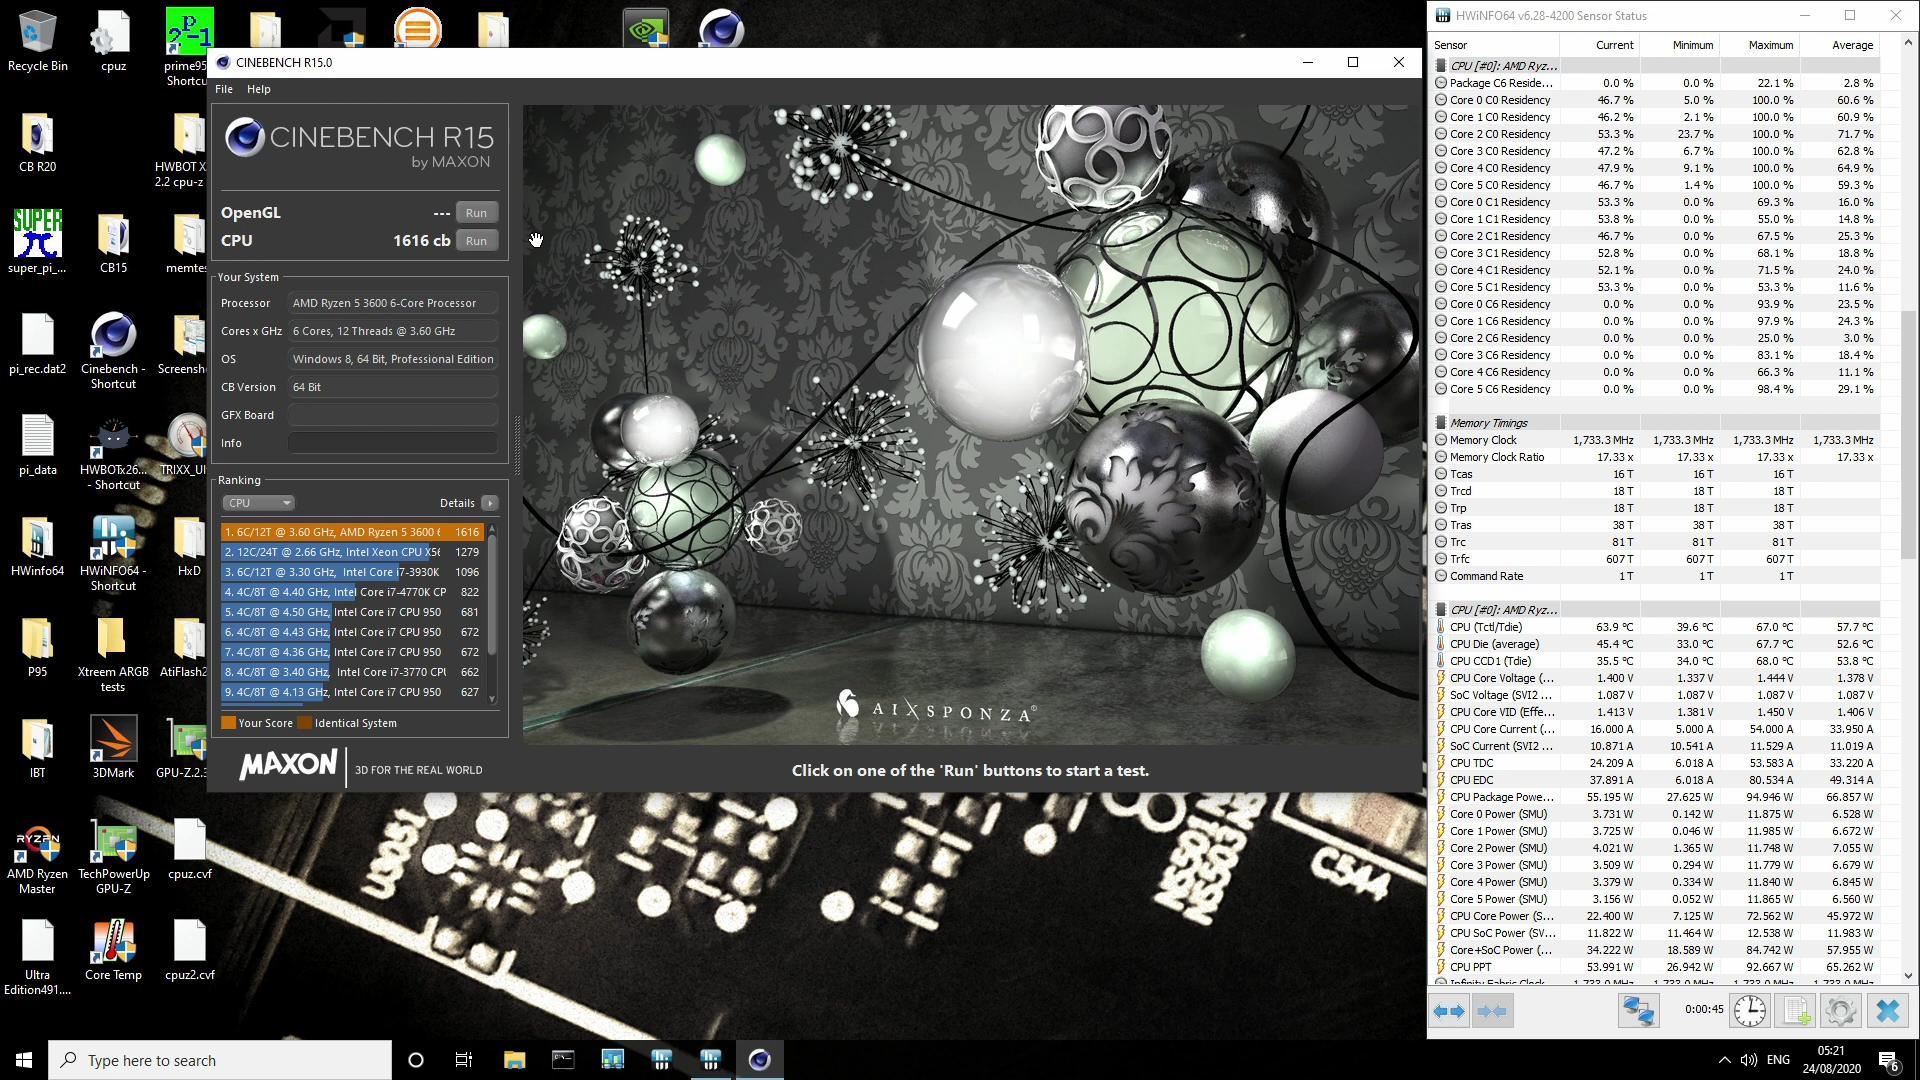 Recycle Bin
cpuz
prime95
Shortcu
CB R20
HWBOT X
2.2 cpu-z
super_pi_...
CB15
memtes
pi_rec.dat2
Cinebench -
Shortcut
Screensh
pi_data
HWBOTx26...
- Shortcut
TRIXX_UI
HWinfo64
HWiNFO64 -
Shortcut
HxD
P95
Xtreem ARGB
tests
AtiFlash2
IBT
3DMark
GPU-Z.2.3
AMD Ryzen
Master
TechPowerUp
GPU-Z
cpuz.cvf
Ultra
Edition491....
Core Temp
cpuz2.cvf
SUPER
RYZEN
CINEBENCH R15.0
File Help
CINEBENCH R15
by MAXON
OpenGL --- Run
CPU 1616 cb Run
Your System
Processor AMD Ryzen 5 3600 6-Core Processor
Cores x GHz 6 Cores, 12 Threads @ 3.60 GHz
OS Windows 8, 64 Bit, Professional Edition
CB Version 64 Bit
GFX Board
Info
Ranking
CPU Details
1. 6C/12T @ 3.60 GHz, AMD Ryzen 5 3600 6 1616
2. 12C/24T @ 2.66 GHz, Intel Xeon CPU X56 1279
3. 6C/12T @ 3.30 GHz, Intel Core i7-3930K 1096
4. 4C/8T @ 4.40 GHz, Intel Core i7-4770K CP 822
5. 4C/8T @ 4.50 GHz, Intel Core i7 CPU 950 681
6. 4C/8T @ 4.43 GHz, Intel Core i7 CPU 950 672
7. 4C/8T @ 4.36 GHz, Intel Core i7 CPU 950 672
8. 4C/8T @ 3.40 GHz, Intel Core i7-3770 CPU 662
9. 4C/8T @ 4.13 GHz, Intel Core i7 CPU 950 627
Your Score Identical System
MAXON 3D FOR THE REAL WORLD
AIXSPONZA®
Click on one of the 'Run' buttons to start a test.
C544
HWiNFO64 v6.28-4200 Sensor Status
Sensor Current Minimum Maximum Average
CPU [#0]: AMD Ryz...
Package C6 Reside... 0.0 % 0.0 % 22.1 % 2.8 %
Core 0 C0 Residency 46.7 % 5.0 % 100.0 % 60.6 %
Core 1 C0 Residency 46.2 % 2.1 % 100.0 % 60.9 %
Core 2 C0 Residency 53.3 % 23.7 % 100.0 % 71.7 %
Core 3 C0 Residency 47.2 % 6.7 % 100.0 % 62.8 %
Core 4 C0 Residency 47.9 % 9.1 % 100.0 % 64.9 %
Core 5 C0 Residency 46.7 % 1.4 % 100.0 % 59.3 %
Core 0 C1 Residency 53.3 % 0.0 % 69.3 % 16.0 %
Core 1 C1 Residency 53.8 % 0.0 % 55.0 % 14.8 %
Core 2 C1 Residency 46.7 % 0.0 % 67.5 % 25.3 %
Core 3 C1 Residency 52.8 % 0.0 % 68.1 % 18.8 %
Core 4 C1 Residency 52.1 % 0.0 % 71.5 % 24.0 %
Core 5 C1 Residency 53.3 % 0.0 % 53.3 % 11.6 %
Core 0 C6 Residency 0.0 % 0.0 % 93.9 % 23.5 %
Core 1 C6 Residency 0.0 % 0.0 % 97.9 % 24.3 %
Core 2 C6 Residency 0.0 % 0.0 % 25.0 % 3.0 %
Core 3 C6 Residency 0.0 % 0.0 % 83.1 % 18.4 %
Core 4 C6 Residency 0.0 % 0.0 % 66.3 % 11.1 %
Core 5 C6 Residency 0.0 % 0.0 % 98.4 % 29.1 %
Memory Timings
Memory Clock 1,733.3 MHz 1,733.3 MHz 1,733.3 MHz 1,733.3 MHz
Memory Clock Ratio 17.33 x 17.33 x 17.33 x 17.33 x
Tcas 16 T 16 T 16 T
Trcd 18 T 18 T 18 T
Trp 18 T 18 T 18 T
Tras 38 T 38 T 38 T
Trc 81 T 81 T 81 T
Trfc 607 T 607 T 607 T
Command Rate 1 T 1 T 1 T
CPU [#0]: AMD Ryz...
CPU (Tctl/Tdie) 63.9 ºC 39.6 ºC 67.0 ºC 57.7 ºC
CPU Die (average) 45.4 ºC 33.0 ºC 67.7 ºC 52.6 ºC
CPU CCD1 (Tdie) 35.5 ºC 34.0 ºC 68.0 ºC 53.8 ºC
CPU Core Voltage (... 1.400 V 1.337 V 1.444 V 1.378 V
SoC Voltage (SVI2 ... 1.087 V 1.087 V 1.087 V 1.087 V
CPU Core VID (Effe... 1.413 V 1.381 V 1.450 V 1.406 V
CPU Core Current (... 16.000 A 5.000 A 54.000 A 33.950 A
SoC Current (SVI2 ... 10.871 A 10.541 A 11.529 A 11.019 A
CPU TDC 24.209 A 6.018 A 53.583 A 33.220 A
CPU EDC 37.891 A 6.018 A 80.534 A 49.314 A
CPU Package Powe... 55.195 W 27.625 W 94.946 W 66.857 W
Core 0 Power (SMU) 3.731 W 0.142 W 11.875 W 6.528 W
Core 1 Power (SMU) 3.725 W 0.046 W 11.985 W 6.672 W
Core 2 Power (SMU) 4.021 W 1.365 W 11.748 W 7.055 W
Core 3 Power (SMU) 3.509 W 0.294 W 11.779 W 6.679 W
Core 4 Power (SMU) 3.379 W 0.334 W 11.840 W 6.845 W
Core 5 Power (SMU) 3.156 W 0.052 W 11.865 W 6.560 W
CPU Core Power (S... 22.400 W 7.125 W 72.562 W 45.972 W
CPU SoC Power (SV... 11.822 W 11.464 W 12.538 W 11.983 W
Core+SoC Power (... 34.222 W 18.589 W 84.742 W 57.955 W
CPU PPT 53.991 W 26.942 W 92.667 W 65.262 W
Infinity Fabric Clock 1,733.0 MHz 1,733.0 MHz 1,733.0 MHz 1,733.0 MHz
0:00:45
Type here to search
ENG
05:21
24/08/2020
6